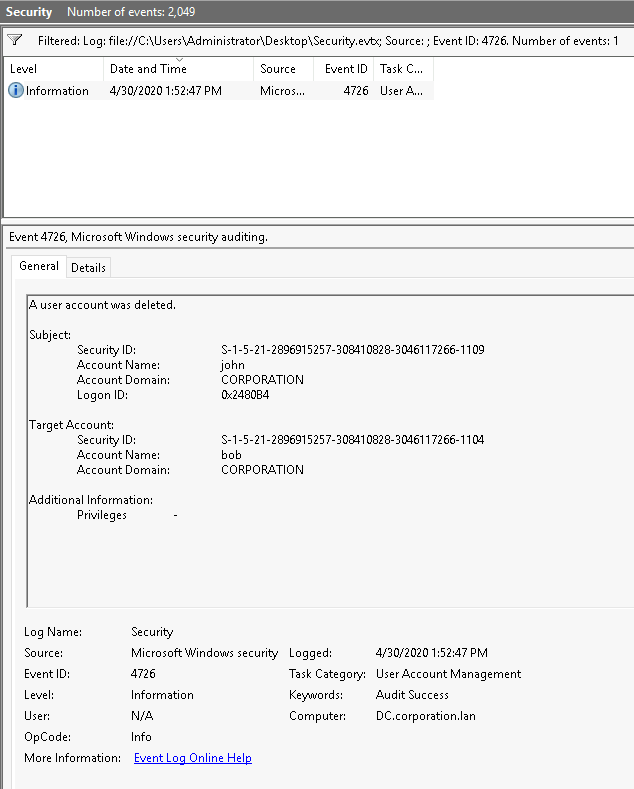 Security Number of events: 2,049
Filtered: Log: file://C:\Users\Administrator\Desktop\Security.evtx; Source: ; Event ID: 4726. Number of events: 1
Level Date and Time Source Event ID Task C...
Information 4/30/2020 1:52:47 PM Micros... 4726 User A...
Event 4726, Microsoft Windows security auditing.
General Details
A user account was deleted.
Subject:
Security ID: S-1-5-21-2896915257-308410828-3046117266-1109
Account Name: john
Account Domain: CORPORATION
Logon ID: 0x2480B4
Target Account:
Security ID: S-1-5-21-2896915257-308410828-3046117266-1104
Account Name: bob
Account Domain: CORPORATION
Additional Information:
Privileges -
Log Name: Security
Source: Microsoft Windows security Logged: 4/30/2020 1:52:47 PM
Event ID: 4726 Task Category: User Account Management
Level: Information Keywords: Audit Success
User: N/A Computer: DC.corporation.lan
OpCode: Info
More Information: Event Log Online Help